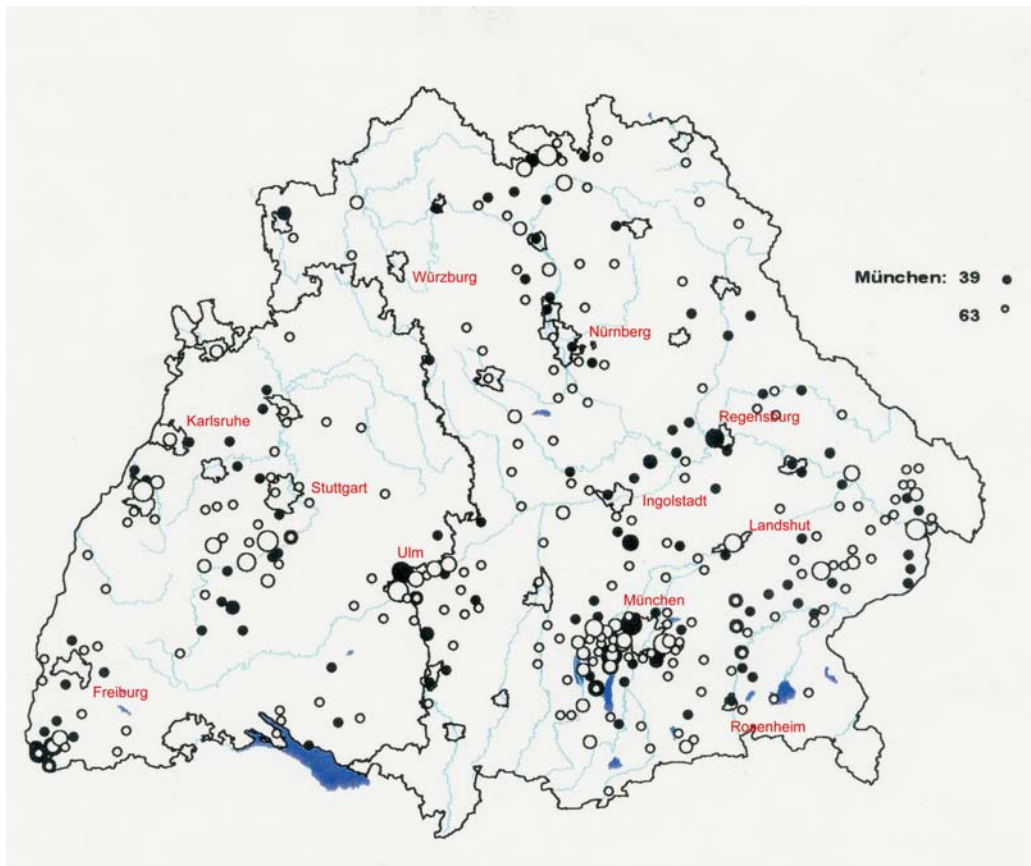 Würzburg
München: 39
63
Nürnberg
Karlsruhe
Regensburg
Stuttgart
Ingolstadt
Landshut
Ulm
München
Freiburg
Rosenheim